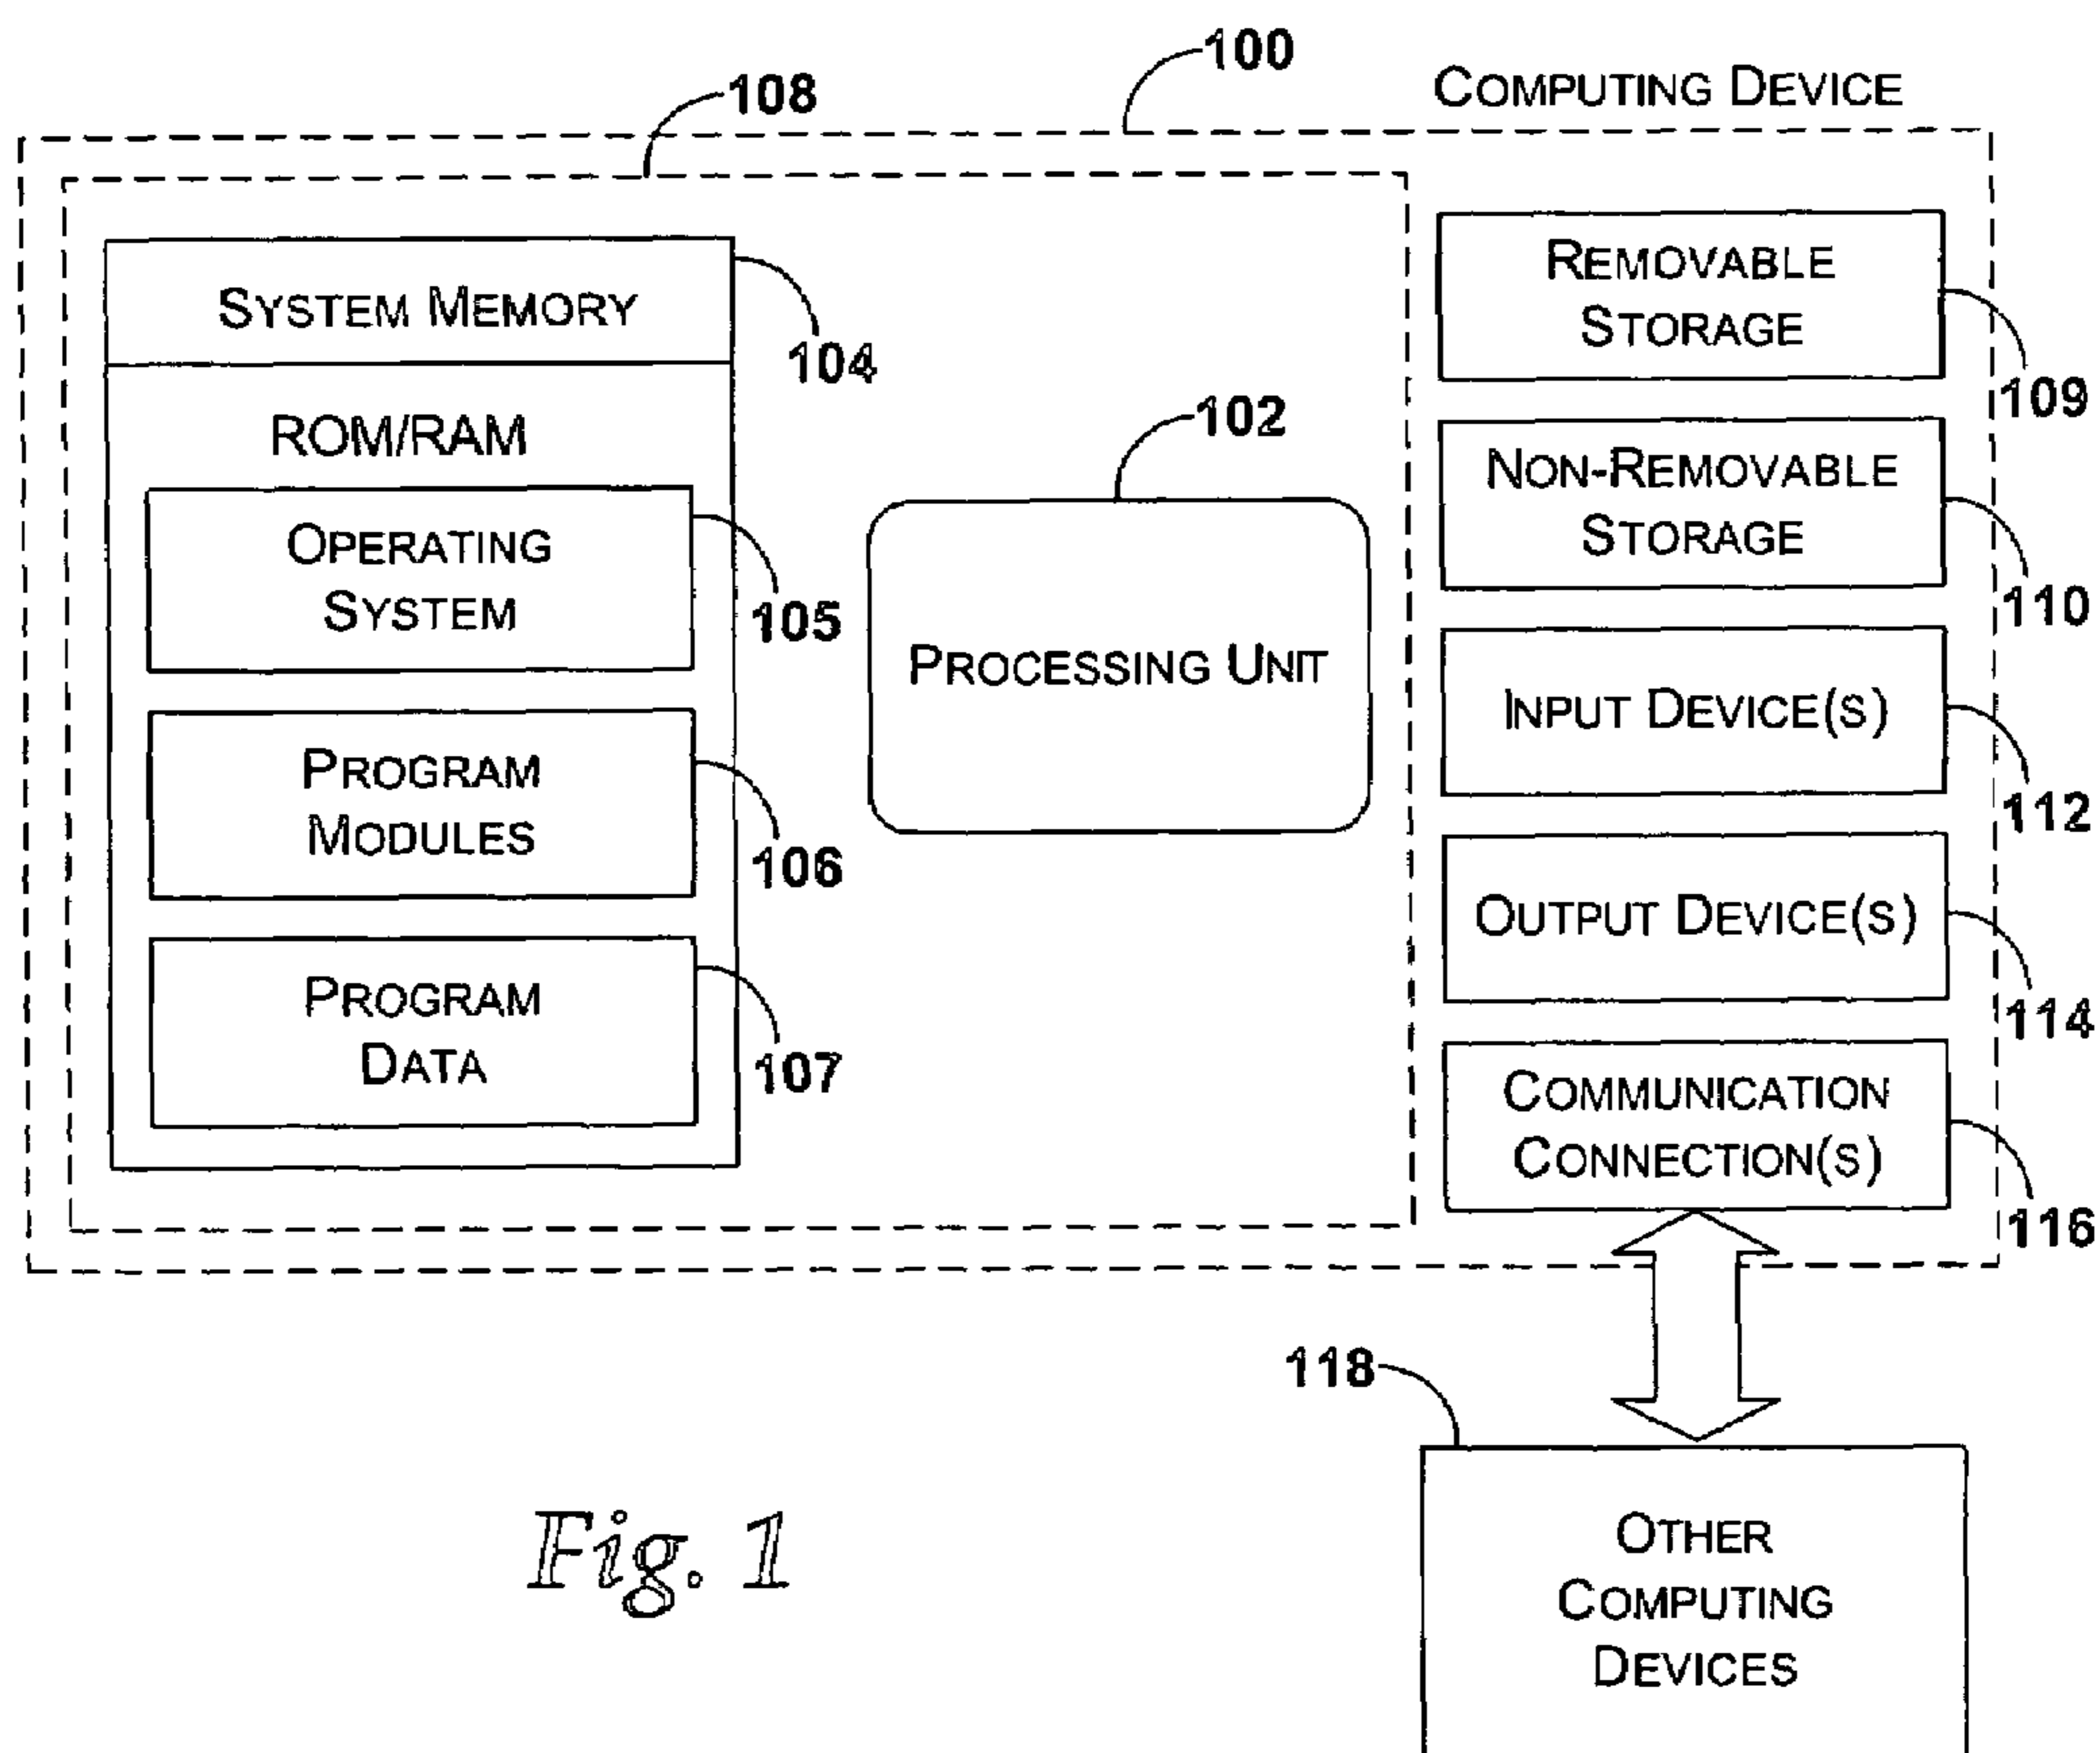 100
COMPUTING DEVICE
108
SYSTEM MEMORY
104
ROM/RAM
OPERATING
SYSTEM
105
PROGRAM
MODULES
106
PROGRAM
DATA
107
102
PROCESSING UNIT
REMOVABLE
STORAGE
109
NON-REMOVABLE
STORAGE
110
INPUT DEVICE(S)
112
OUTPUT DEVICE(S)
114
COMMUNICATION
CONNECTION(S)
116
118
OTHER
COMPUTING
DEVICES
Fig. 1